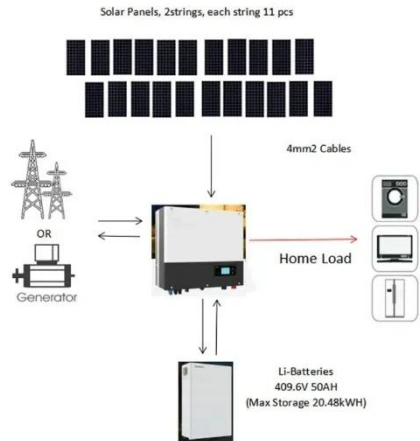 Solar Panels, 2strings, each string 11 pcs
4mm2 Cables
OR
Home Load
Generator
Li-Batteries
409.6V 50AH
(Max Storage 20.48kWH)